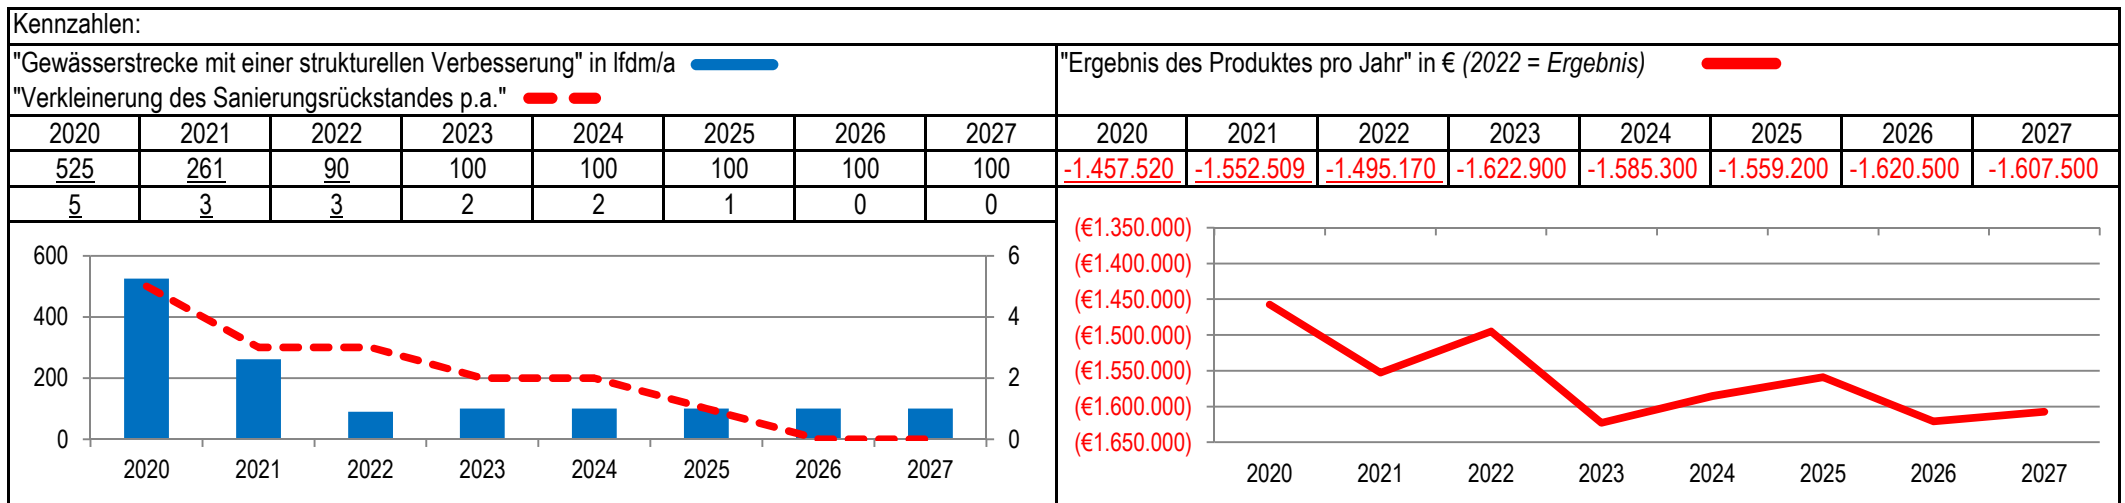 Kennzahlen:
"Gewässerstrecke mit einer strukturellen Verbesserung" in lfdm/a
"Verkleinerung des Sanierungsrückstandes p.a."
2020 2021 2022 2023 2024 2025 2026 2027
525 261 90 100 100 100 100 100
5 3 3 2 2 1 0 0
600 6
400 4
200 2
0 0
2020 2021 2022 2023 2024 2025 2026 2027
"Ergebnis des Produktes pro Jahr" in € (2022 = Ergebnis)
2020 2021 2022 2023 2024 2025 2026 2027
-1.457.520 -1.552.509 -1.495.170 -1.622.900 -1.585.300 -1.559.200 -1.620.500 -1.607.500
(€1.350.000)
(€1.400.000)
(€1.450.000)
(€1.500.000)
(€1.550.000)
(€1.600.000)
(€1.650.000)
2020 2021 2022 2023 2024 2025 2026 2027